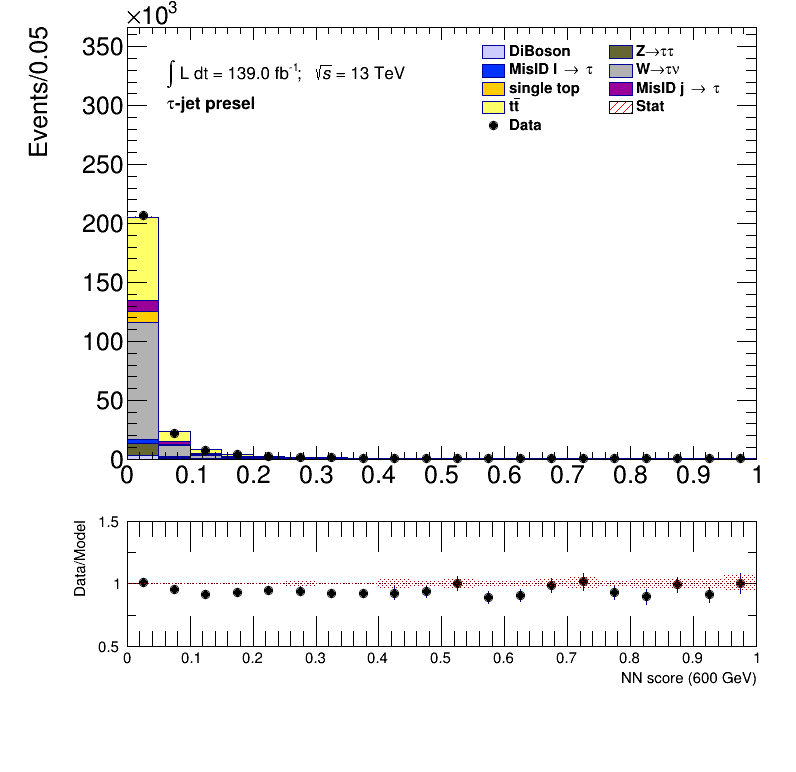 ×10³
Events/0.05
350
300
250
200
150
100
50
0
∫ L dt = 139.0 fb⁻¹; √s = 13 TeV
τ-jet presel
DiBoson
MisID l → τ
single top
tt̄
Data
Z→ττ
W→τν
MisID j → τ
Stat
0 0.1 0.2 0.3 0.4 0.5 0.6 0.7 0.8 0.9 1
Data/Model
1.5
1
0.5
0 0.1 0.2 0.3 0.4 0.5 0.6 0.7 0.8 0.9 1
NN score (600 GeV)